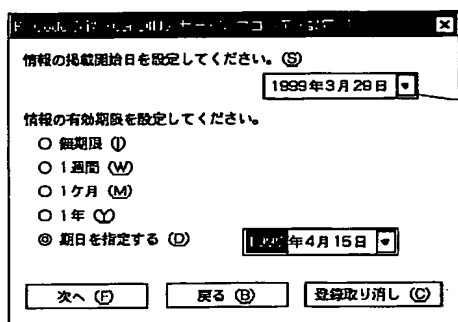 情報の掲載開始日を設定してください。(S)
1999年3月29日
情報の有効期限を設定してください。
無期限 (I)
1週間 (W)
1ケ月 (M)
1年 (Y)
期日を指定する (D)
年4月15日
次へ (F)
戻る (B)
登録取り消し (C)